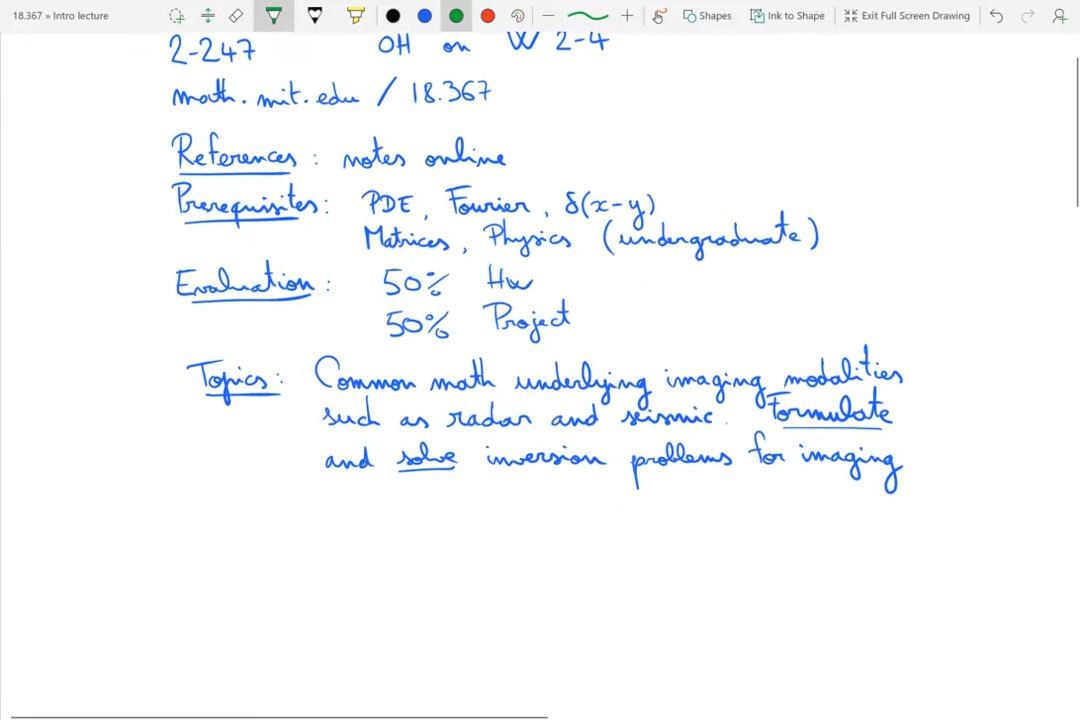 18.367 » Intro lecture
Shapes
Ink to Shape
Exit Full Screen Drawing
2-247 OH on W 2-4
math.mit.edu / 18.367
References : notes online
Prerequisites : PDE, Fourier, δ(x-y)
Matrices, Physics (undergraduate)
Evaluation : 50% Hw
50% Project
Topics : Common math underlying imaging modalities
such as radar and seismic. Formulate
and solve inversion problems for imaging